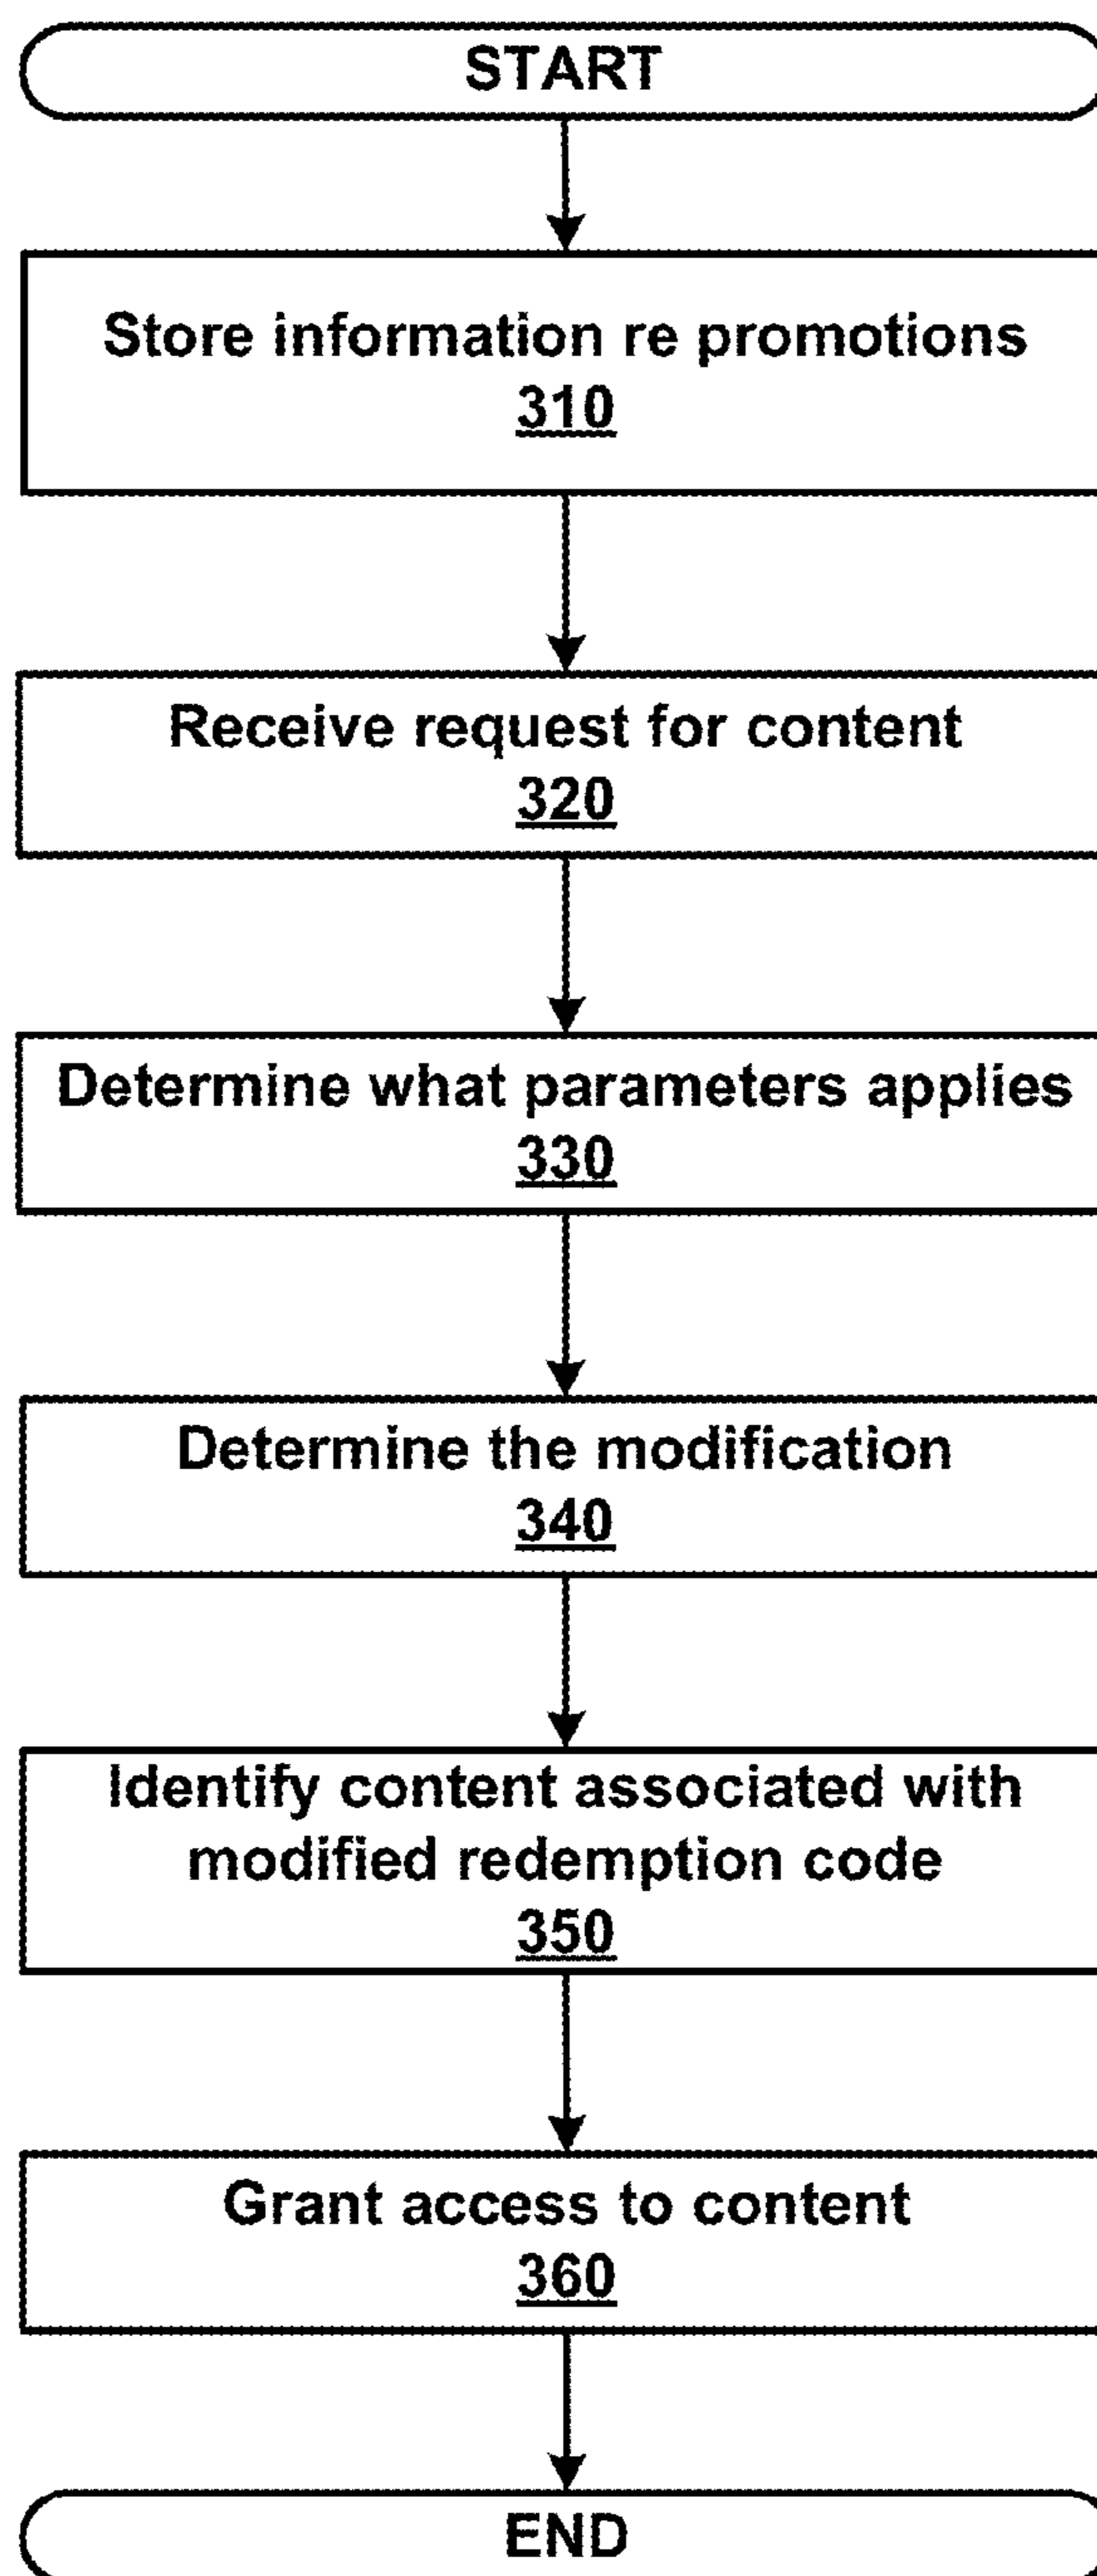 START
Store information re promotions
310
Receive request for content
320
Determine what parameters applies
330
Determine the modification
340
Identify content associated with
modified redemption code
350
Grant access to content
360
END